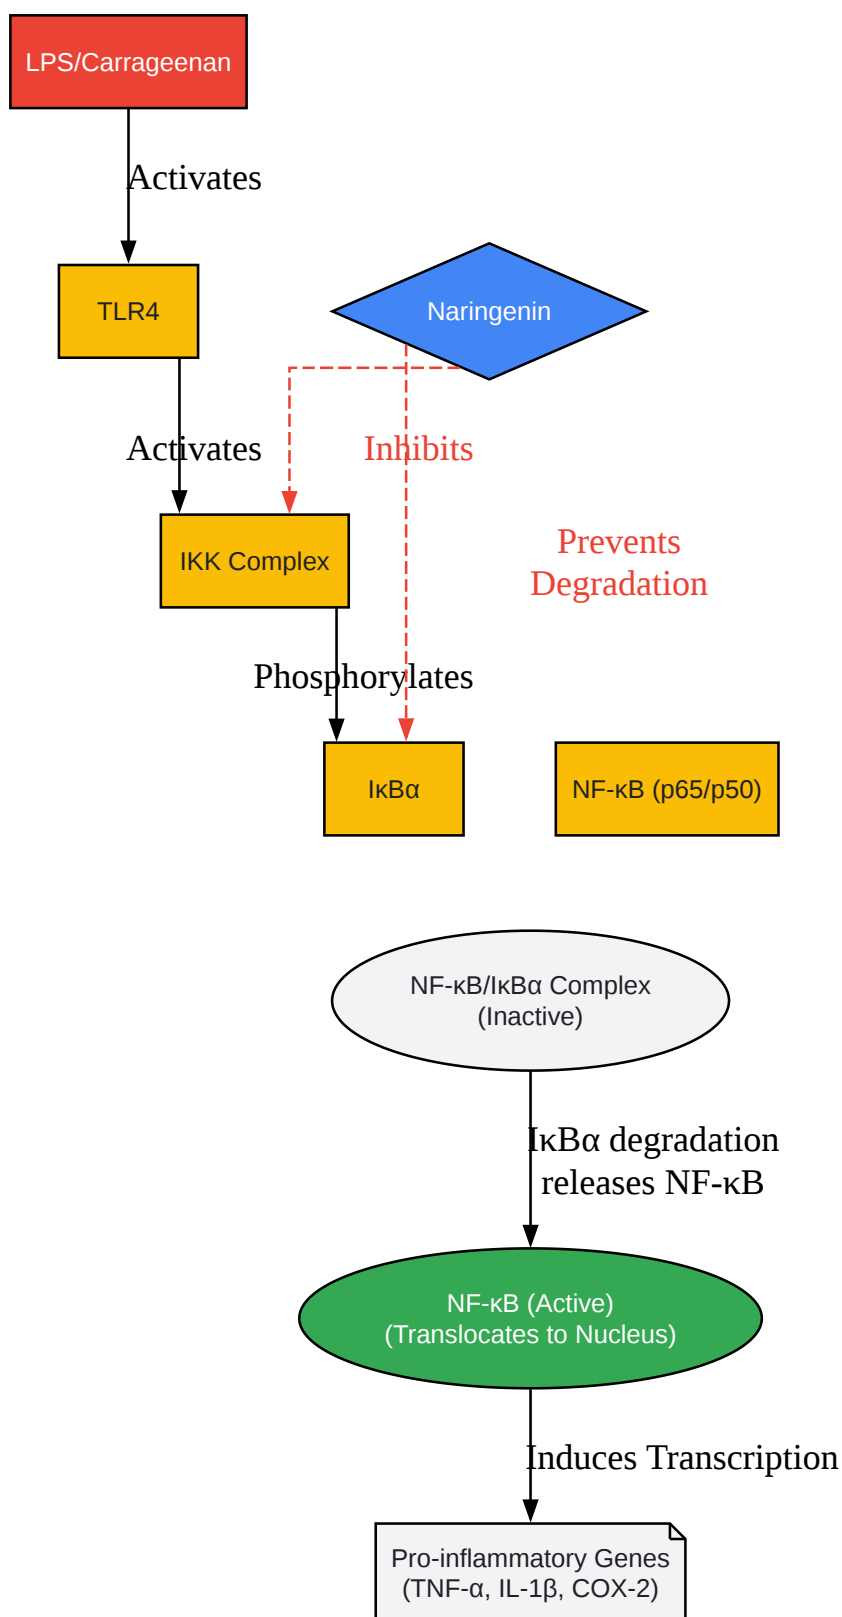 LPS/Carrageenan
Activates
TLR4
Naringenin
Activates
Inhibits
IKK Complex
Prevents
Degradation
Phosphorylates
IκBα
NF-κB (p65/p50)
NF-κB/IκBα Complex
(Inactive)
IκBα degradation
releases NF-κB
NF-κB (Active)
(Translocates to Nucleus)
Induces Transcription
Pro-inflammatory Genes
(TNF-α, IL-1β, COX-2)